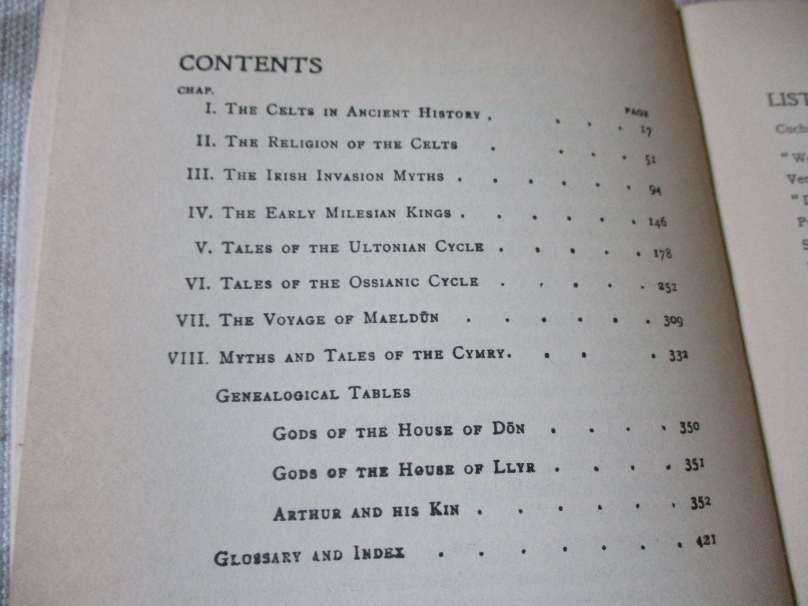 CONTENTS
CHAP. PAGE
I. THE CELTS IN ANCIENT HISTORY . . . . 17
II. THE RELIGION OF THE CELTS . . . . 51
III. THE IRISH INVASION MYTHS . . . . . . 94
IV. THE EARLY MILESIAN KINGS . . . . . . 146
V. TALES OF THE ULTONIAN CYCLE . . . . . 178
VI. TALES OF THE OSSIANIC CYCLE . . . . . 252
VII. THE VOYAGE OF MAELDŪN . . . . . . 309
VIII. MYTHS AND TALES OF THE CYMRY. . . . 332
GENEALOGICAL TABLES
GODS OF THE HOUSE OF DŌN . . . . 350
GODS OF THE HOUSE OF LLYR . . . . 351
ARTHUR AND HIS KIN . . . . . . 352
GLOSSARY AND INDEX . . . . . . . 421
LIST